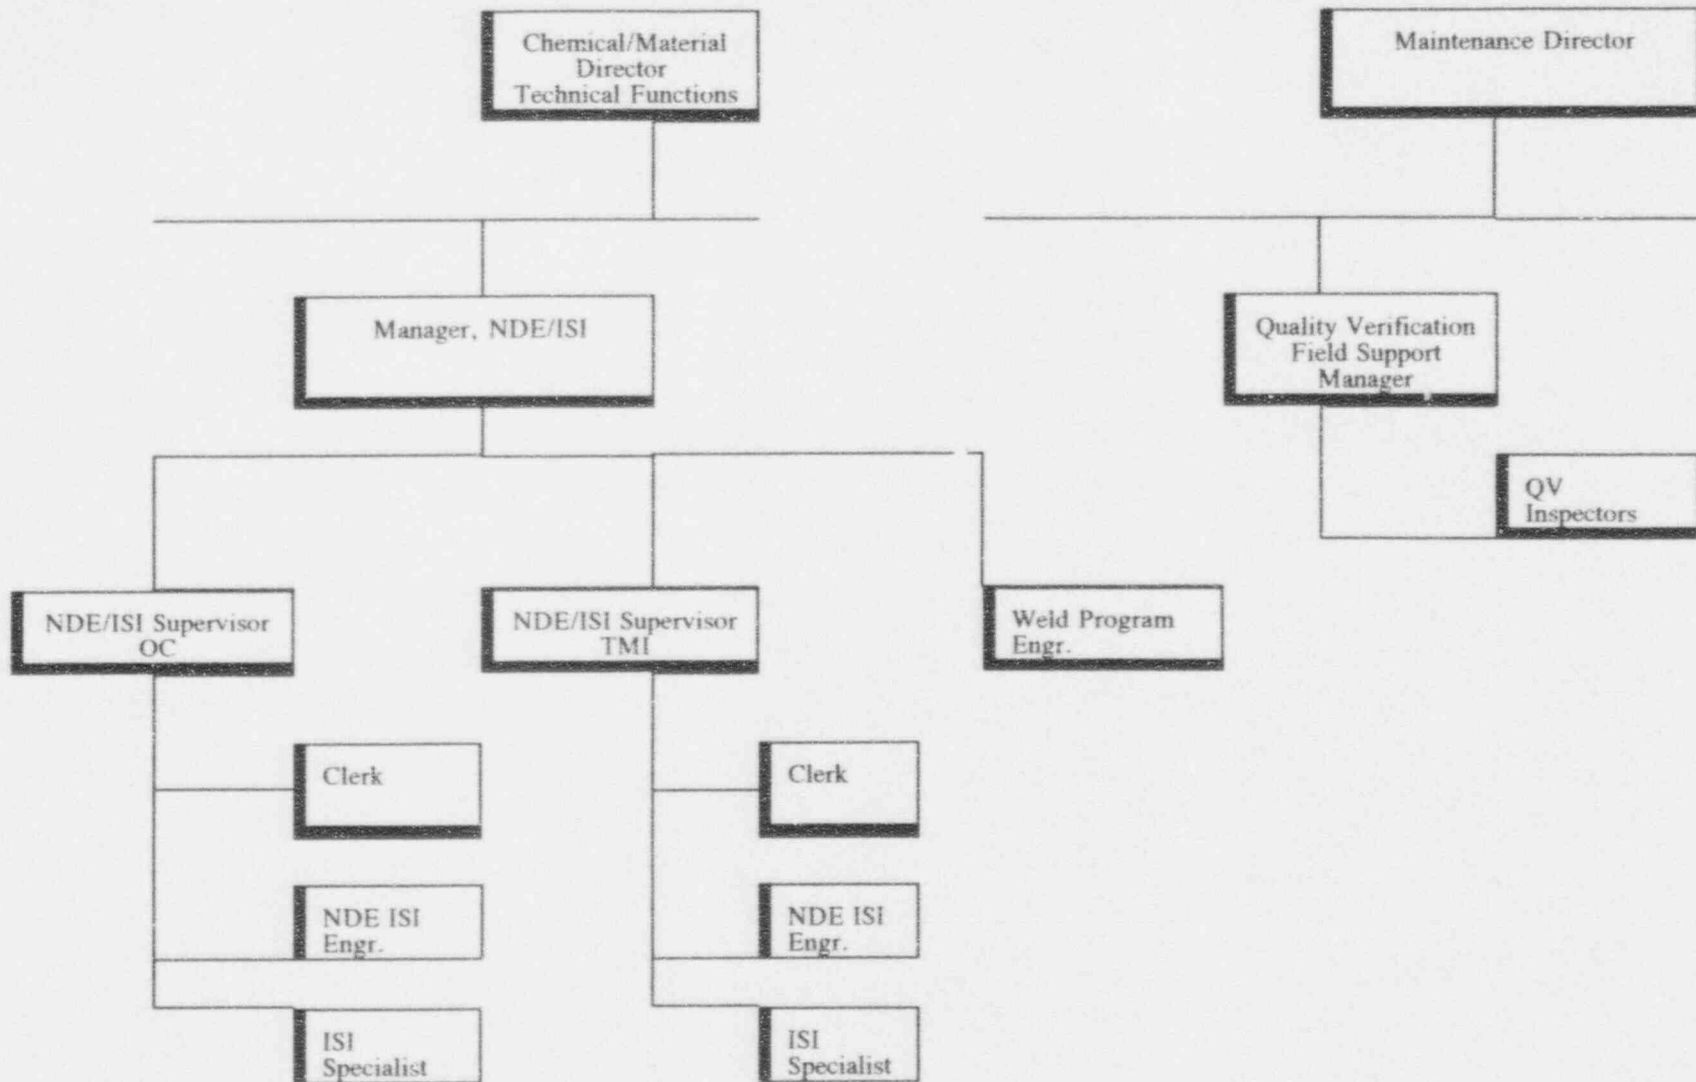 Chemical/Material
Director
Technical Functions
Maintenance Director
Manager, NDE/ISI
Quality Verification
Field Support
Manager
QV
Inspectors
NDE/ISI Supervisor
OC
NDE/ISI Supervisor
TMI
Weld Program
Engr.
Clerk
Clerk
NDE ISI
Engr.
NDE ISI
Engr.
ISI
Specialist
ISI
Specialist